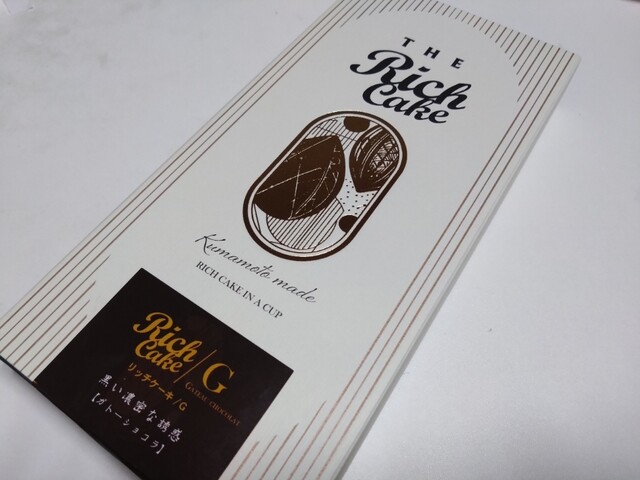 THE
Rich
Cake
Kumamoto made
RICH CAKE IN A CUP
Rich
Cake/G
GATEAU CHOCOLAT
リッチケーキ/G
黒い濃密な誘惑
【ガトーショコラ】